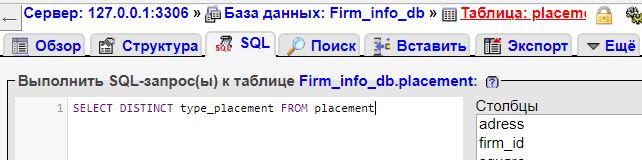 ← Сервер: 127.0.0.1:3306 » База данных: Firm_info_db » Таблица: placem
Обзор Структура SQL Поиск Вставить Экспорт Ещё
Выполнить SQL-запрос(ы) к таблице Firm_info_db.placement:
1 SELECT DISTINCT type_placement FROM placement
Столбцы
adress
firm_id